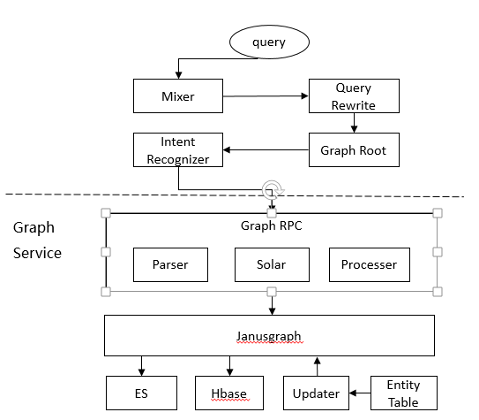 query
Mixer
Query
Rewrite
Intent
Recognizer
Graph Root
Graph
Service
Graph RPC
Parser
Solar
Processer
Janusgraph
ES
Hbase
Updater
Entity
Table